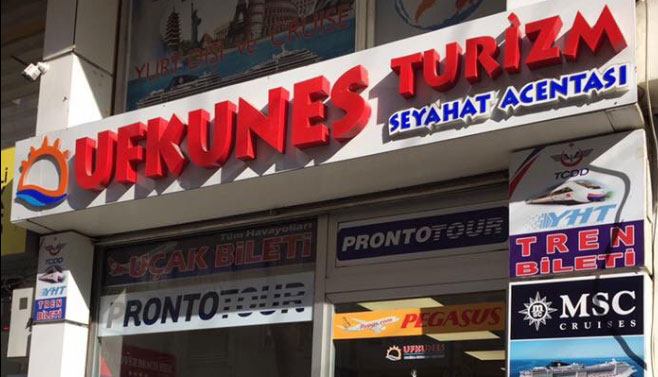 YURT DIŞI ve CRUISE
UFKUNES TURİZM
SEYAHAT ACENTASI
TCDD
YHT
TREN
BİLETİ
Tüm Havayolları
UÇAK BİLETİ
PRONTOTOUR
PRONTOTOUR
YHT
TREN
BİLETİ
PEGASUS
UFKUNES
MSC
CRUISES